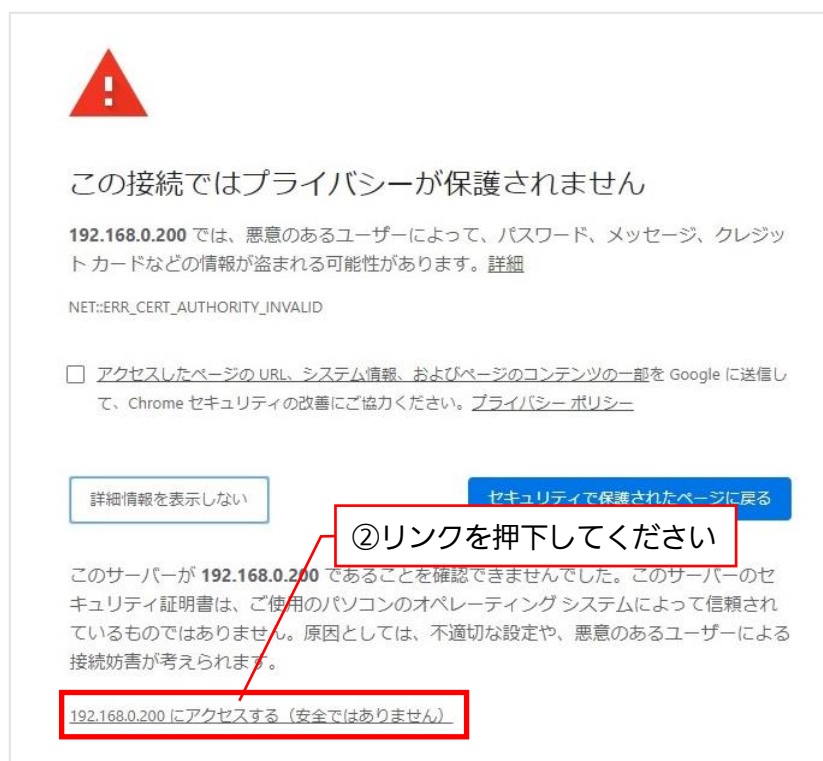 この接続ではプライバシーが保護されません
192.168.0.200 では、悪意のあるユーザーによって、パスワード、メッセージ、クレジッ
ト カードなどの情報が盗まれる可能性があります。詳細
NET::ERR_CERT_AUTHORITY_INVALID
アクセスしたページの URL、システム情報、およびページのコンテンツの一部を Google に送信し
て、Chrome セキュリティの改善にご協力ください。プライバシー ポリシー
詳細情報を表示しない
セキュリティで保護されたページに戻る
②リンクを押下してください
このサーバーが 192.168.0.200 であることを確認できませんでした。このサーバーのセ
キュリティ証明書は、ご使用のパソコンのオペレーティング システムによって信頼され
ているものではありません。原因としては、不適切な設定や、悪意のあるユーザーによる
接続妨害が考えられます。
192.168.0.200 にアクセスする（安全ではありません）